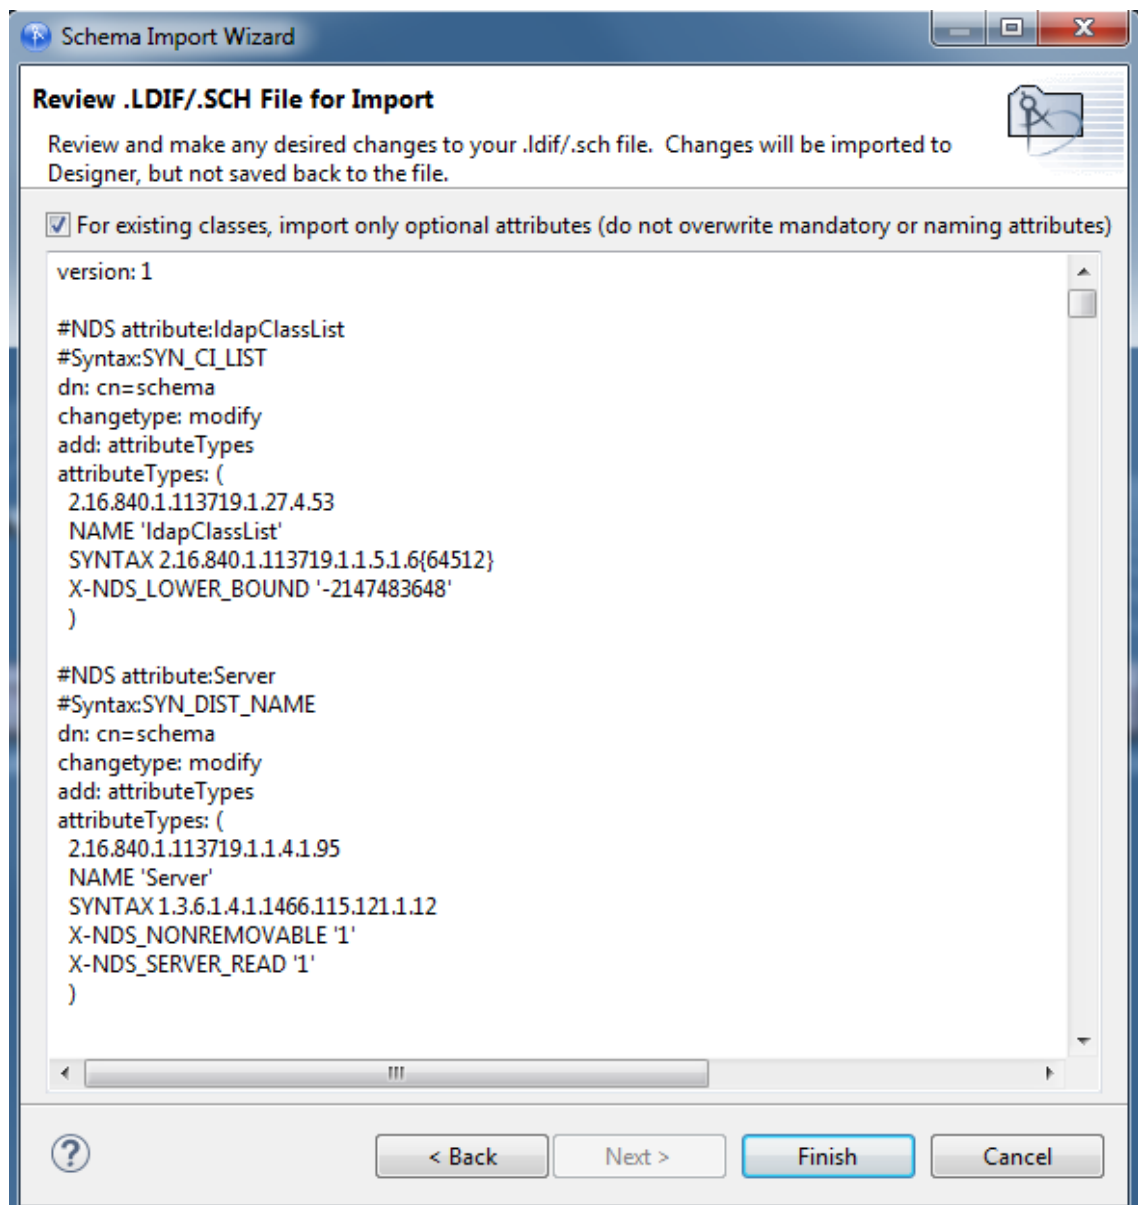 Schema Import Wizard
Review .LDIF/.SCH File for Import
Review and make any desired changes to your .ldif/.sch file.  Changes will be imported to
Designer, but not saved back to the file.
For existing classes, import only optional attributes (do not overwrite mandatory or naming attributes)
version: 1
#NDS attribute:ldapClassList
#Syntax:SYN_CI_LIST
dn: cn=schema
changetype: modify
add: attributeTypes
attributeTypes: (
2.16.840.1.113719.1.27.4.53
NAME 'ldapClassList'
SYNTAX 2.16.840.1.113719.1.1.5.1.6{64512}
X-NDS_LOWER_BOUND '-2147483648'
)
#NDS attribute:Server
#Syntax:SYN_DIST_NAME
dn: cn=schema
changetype: modify
add: attributeTypes
attributeTypes: (
2.16.840.1.113719.1.1.4.1.95
NAME 'Server'
SYNTAX 1.3.6.1.4.1.1466.115.121.1.12
X-NDS_NONREMOVABLE '1'
X-NDS_SERVER_READ '1'
)
? < Back Next > Finish Cancel